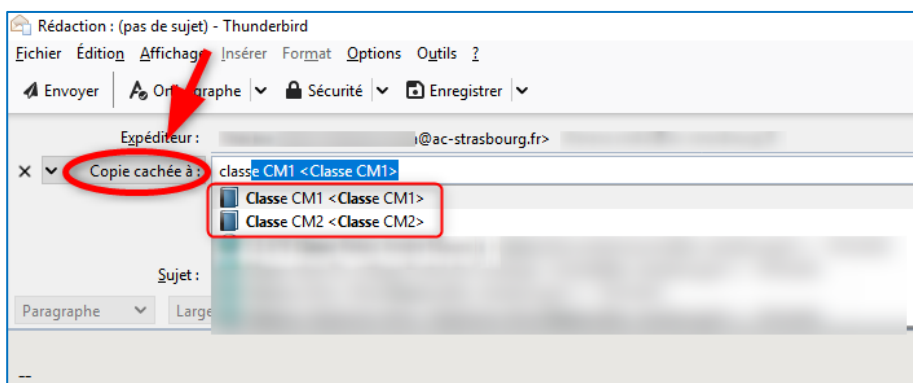 Rédaction : (pas de sujet) - Thunderbird
Fichier Édition Affichage Insérer Format Options Outils ?
Envoyer Orthographe Sécurité Enregistrer
Expéditeur : @ac-strasbourg.fr>
Copie cachée à : classe CM1 <Classe CM1>
Classe CM1 <Classe CM1>
Classe CM2 <Classe CM2>
Sujet :
Paragraphe Large
--